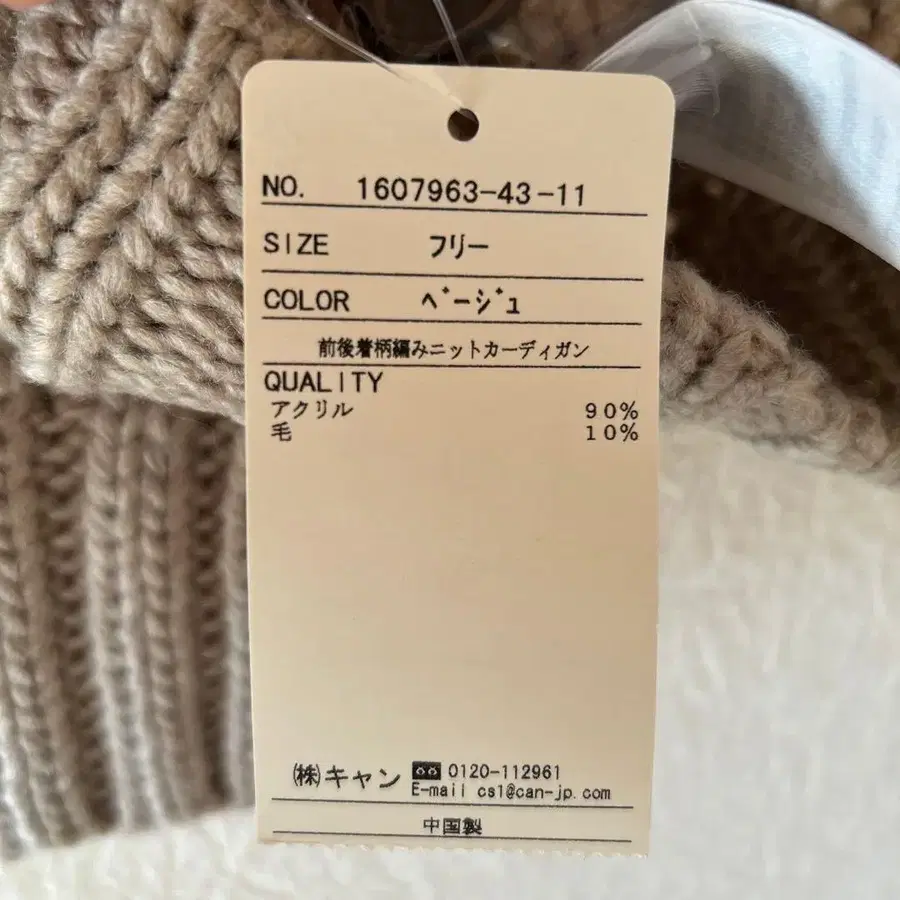 NO. 1607963-43-11
SIZE フリー
COLOR ベージュ
前後着柄編みニットカーディガン
QUALITY
アクリル 90%
毛 10%
㈱キャン 0120-112961
E-mail cs1@can-jp.com
中国製